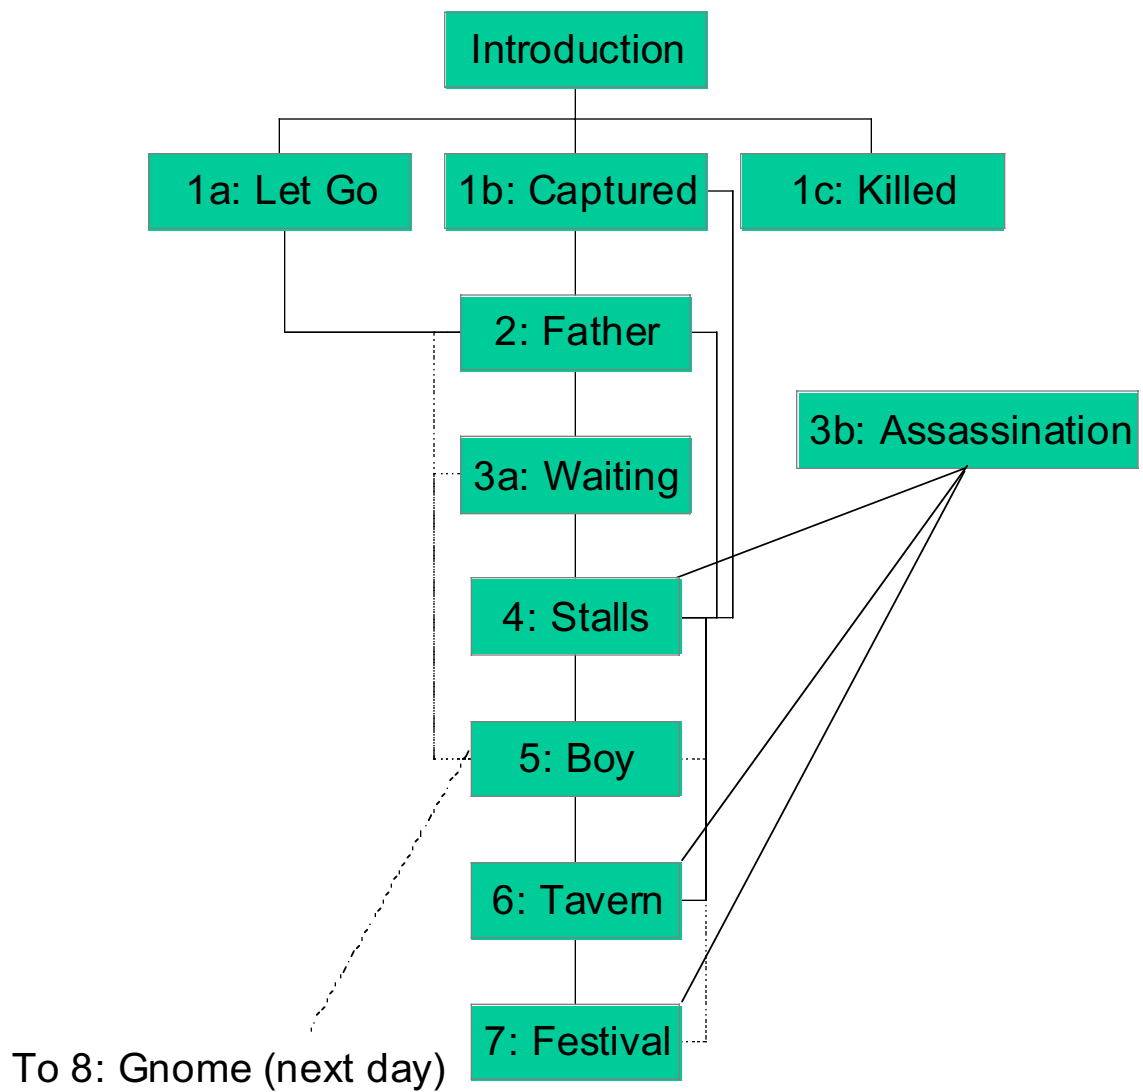 Introduction
1a: Let Go
1b: Captured
1c: Killed
2: Father
3b: Assassination
3a: Waiting
4: Stalls
5: Boy
6: Tavern
7: Festival
To 8: Gnome (next day)